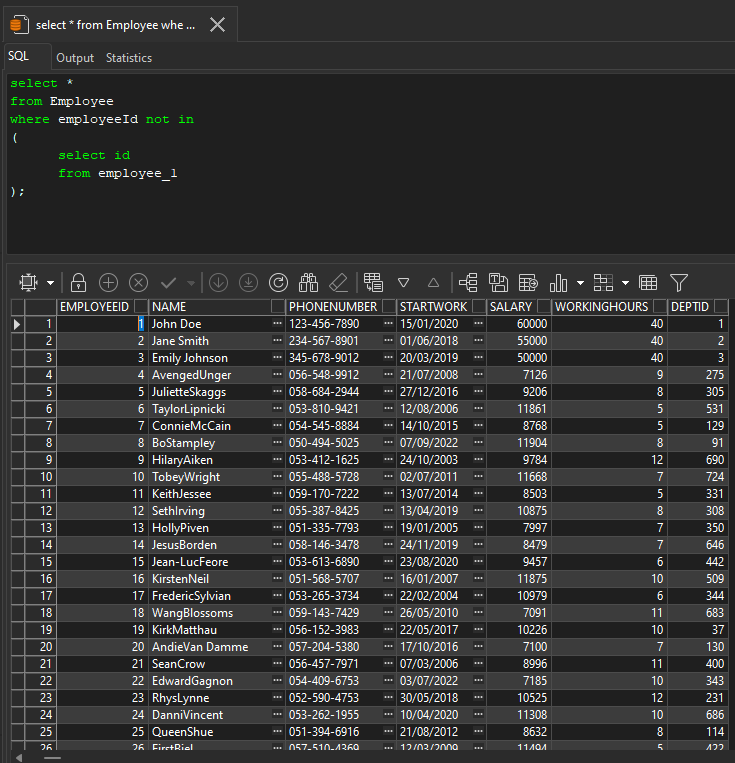 select * from Employee whe ...
SQL Output Statistics
select *
from Employee
where employeeId not in
(
select id
from employee_l
);
EMPLOYEEID NAME PHONENUMBER STARTWORK SALARY WORKINGHOURS DEPTID
1 1 John Doe ... 123-456-7890 ... 15/01/2020 ... 60000 40 1
2 2 Jane Smith ... 234-567-8901 ... 01/06/2018 ... 55000 40 2
3 3 Emily Johnson ... 345-678-9012 ... 20/03/2019 ... 50000 40 3
4 4 AvengedUnger ... 056-548-9912 ... 21/07/2008 ... 7126 9 275
5 5 JulietteSkaggs ... 058-684-2944 ... 27/12/2016 ... 9206 8 305
6 6 TaylorLipnicki ... 053-810-9421 ... 12/08/2006 ... 11861 5 531
7 7 ConnieMcCain ... 054-545-8884 ... 14/10/2015 ... 8768 5 129
8 8 BoStampley ... 050-494-5025 ... 07/09/2022 ... 11904 8 91
9 9 HilaryAiken ... 053-412-1625 ... 24/10/2003 ... 9784 12 690
10 10 TobeyWright ... 055-488-5728 ... 02/07/2011 ... 11668 7 724
11 11 KeithJessee ... 059-170-7222 ... 13/07/2014 ... 8503 5 331
12 12 SethIrving ... 055-387-8425 ... 13/04/2019 ... 10875 8 308
13 13 HollyPiven ... 051-335-7793 ... 19/01/2005 ... 7997 7 350
14 14 JesusBorden ... 058-146-3478 ... 24/11/2019 ... 8479 7 646
15 15 Jean-LucFeore ... 053-613-6890 ... 23/08/2020 ... 9457 6 442
16 16 KirstenNeil ... 051-568-5707 ... 16/01/2007 ... 11875 10 509
17 17 FredericSylvian ... 053-265-3734 ... 22/02/2004 ... 10979 6 344
18 18 WangBlossoms ... 059-143-7429 ... 26/05/2010 ... 7091 11 683
19 19 KirkMatthau ... 056-152-3983 ... 22/05/2017 ... 10226 10 37
20 20 AndieVan Damme ... 057-204-5380 ... 17/10/2016 ... 7100 7 130
21 21 SeanCrow ... 056-457-7971 ... 07/03/2006 ... 8996 11 400
22 22 EdwardGagnon ... 054-409-6753 ... 03/07/2022 ... 7185 10 343
23 23 RhysLynne ... 052-590-4753 ... 30/05/2018 ... 10525 12 231
24 24 DanniVincent ... 053-262-1955 ... 10/04/2020 ... 11308 10 686
25 25 QueenShue ... 051-394-6916 ... 21/08/2012 ... 8632 8 114
26 26 FirstBiel ... 057-510-4369 ... 12/03/2009 ... 11494 5 422